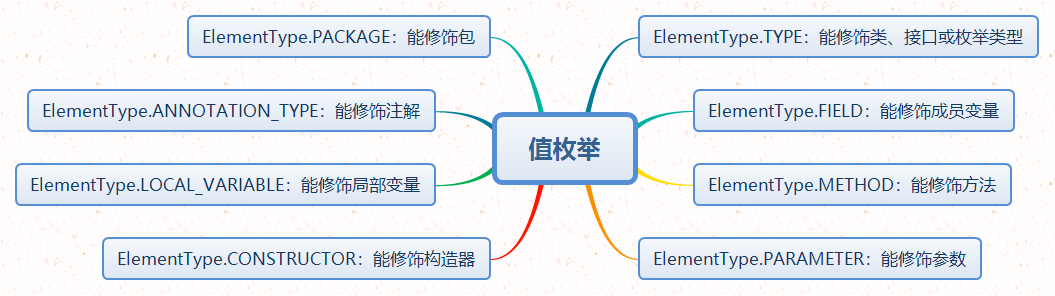 ElementType.PACKAGE：能修饰包
ElementType.TYPE：能修饰类、接口或枚举类型
ElementType.ANNOTATION_TYPE：能修饰注解
ElementType.FIELD：能修饰成员变量
值枚举
ElementType.LOCAL_VARIABLE：能修饰局部变量
ElementType.METHOD：能修饰方法
ElementType.CONSTRUCTOR：能修饰构造器
ElementType.PARAMETER：能修饰参数